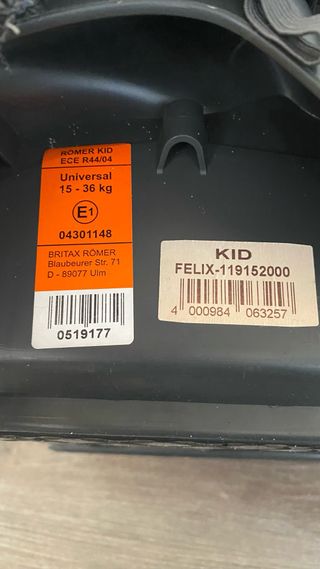 RÖMER KID
ECE R44/04
Universal
15 - 36 kg
E1
04301148
BRITAX RÖMER
Blaubeurer Str. 71
D - 89077 Ulm
0519177
KID
FELIX-119152000
4 000984 063257